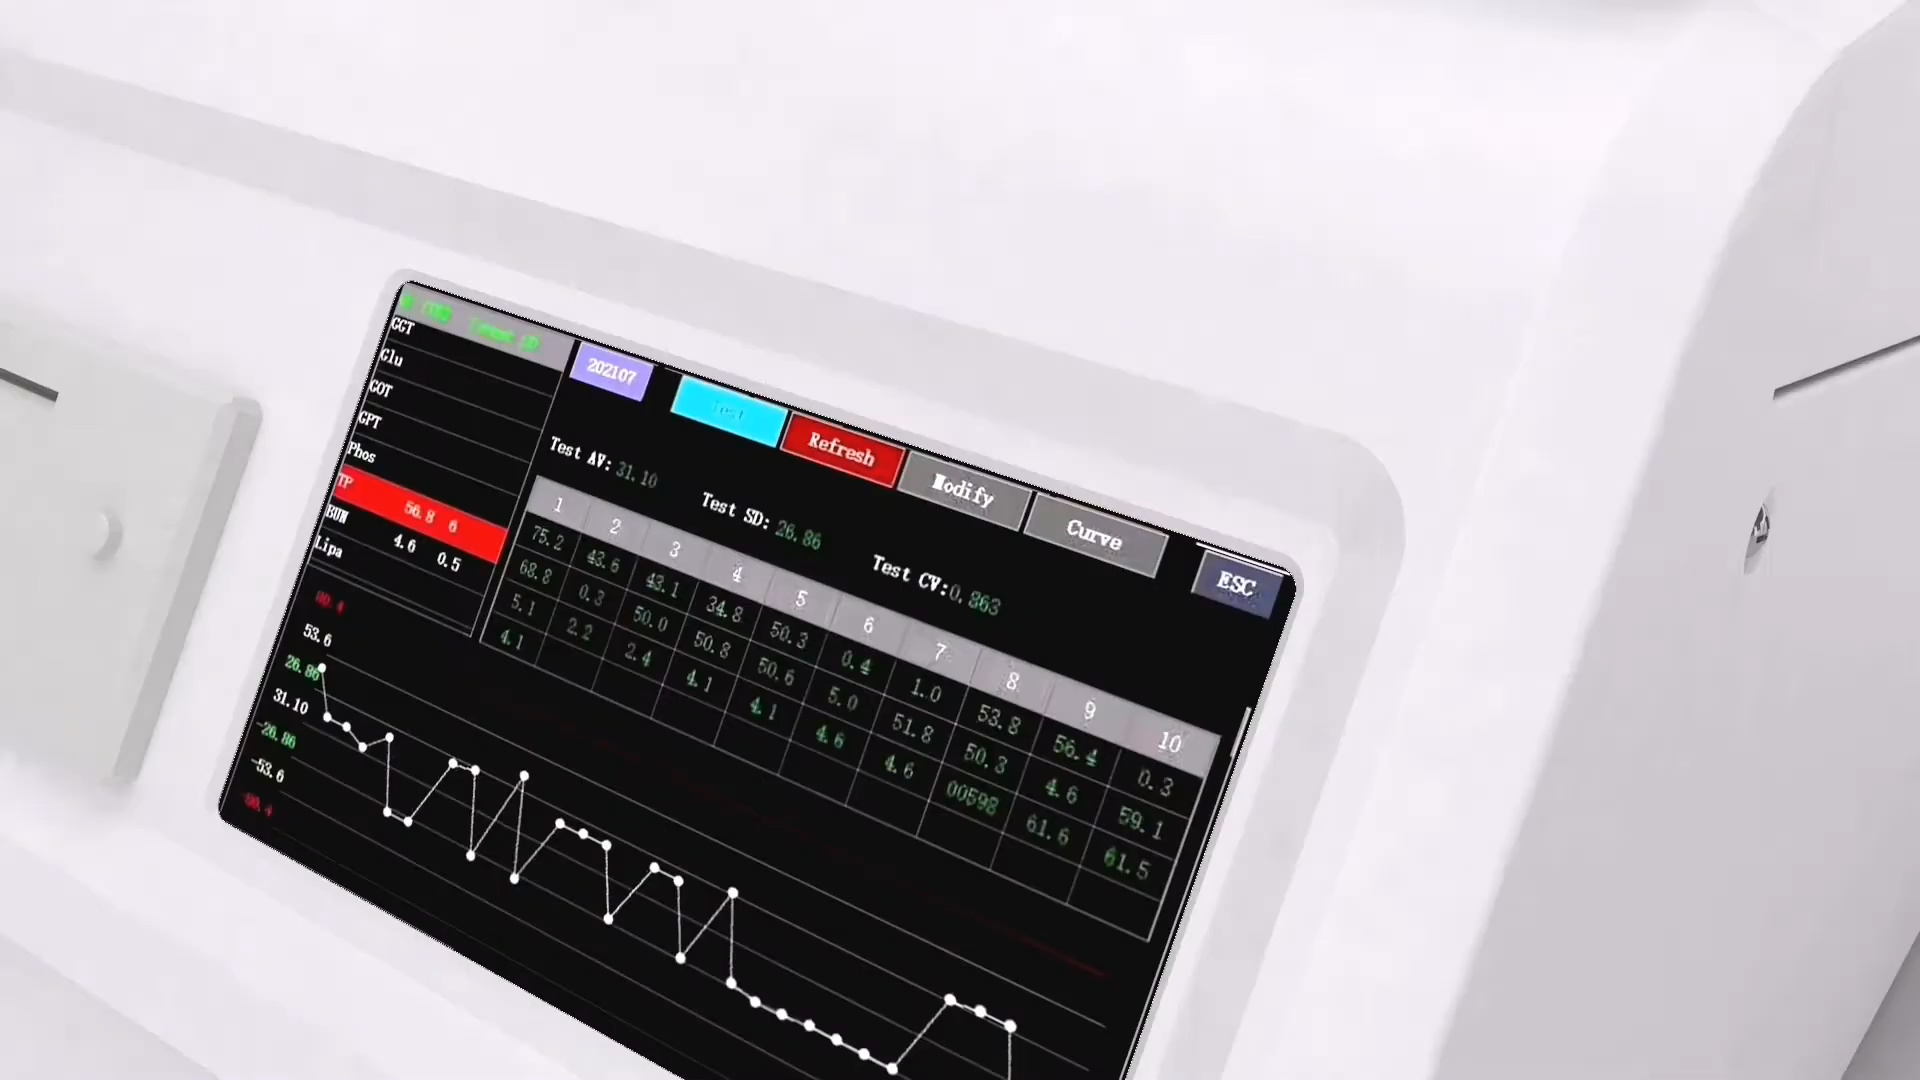 202107
Test
Refresh
Modify
Curve
ESC
GGT
Glu
GOT
GPT
Phos
TP 56.8 6
BUN 4.6 0.5
Lipa
Test AV: 31.10
Test SD: 26.86
Test CV: 0.863
1 2 3 4 5 6 7 8 9 10
75.2 43.6 43.1 34.8 50.3 0.4 1.0 53.8 56.4 0.3
68.8 0.3 50.0 50.8 50.6 5.0 51.8 50.3 4.6 59.1
5.1 2.2 2.4 4.1 4.1 4.6 4.6 00598 61.6 61.5
4.1
53.6
26.86
31.10
-26.86
-53.6